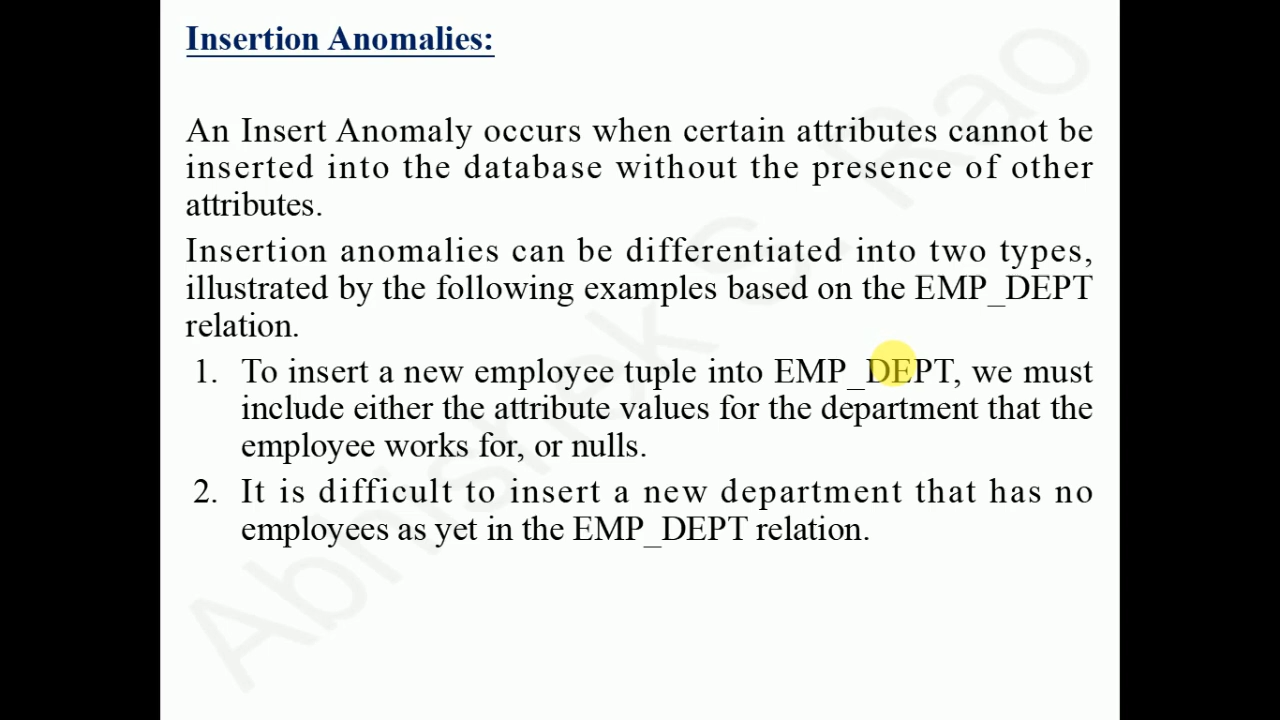 Insertion Anomalies:
An Insert Anomaly occurs when certain attributes cannot be
inserted into the database without the presence of other
attributes.
Insertion anomalies can be differentiated into two types,
illustrated by the following examples based on the EMP_DEPT
relation.
1. To insert a new employee tuple into EMP_DEPT, we must
include either the attribute values for the department that the
employee works for, or nulls.
2. It is difficult to insert a new department that has no
employees as yet in the EMP_DEPT relation.
Abhishek S. Rao